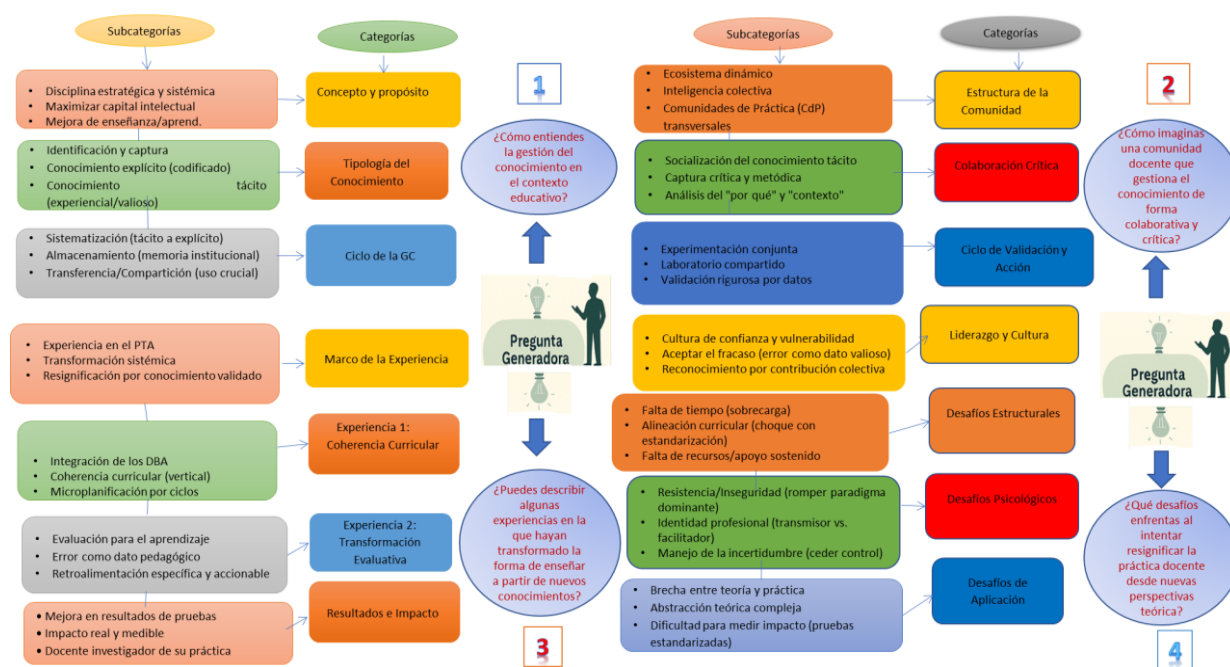 Subcategorías
Categorías
• Disciplina estratégica y sistémica
• Maximizar capital intelectual
• Mejora de enseñanza/aprend.
Concepto y propósito
• Identificación y captura
• Conocimiento explícito (codificado)
• Conocimiento tácito
(experiencial/valioso)
Tipología del
Conocimiento
• Sistematización (tácito a explícito)
• Almacenamiento (memoria institucional)
• Transferencia/Compartición (uso crucial)
Ciclo de la GC
1
¿Cómo entiendes
la gestión del
conocimiento en
el contexto
educativo?
Pregunta
Generadora
• Experiencia en el PTA
• Transformación sistémica
• Resignificación por conocimiento validado
Marco de la Experiencia
• Integración de los DBA
• Coherencia curricular (vertical)
• Microplanificación por ciclos
Experiencia 1:
Coherencia Curricular
• Evaluación para el aprendizaje
• Error como dato pedagógico
• Retroalimentación específica y accionable
Experiencia 2:
Transformación
Evaluativa
• Mejora en resultados de pruebas
• Impacto real y medible
• Docente investigador de su práctica
Resultados e Impacto
¿Puedes describir
algunas
experiencias en la
que hayan
transformado la
forma de enseñar
a partir de nuevos
conocimientos?
3
Subcategorías
Categorías
• Ecosistema dinámico
• Inteligencia colectiva
• Comunidades de Práctica (CdP)
transversales
Estructura de la
Comunidad
• Socialización del conocimiento tácito
• Captura crítica y metódica
• Análisis del "por qué" y "contexto"
Colaboración Crítica
• Experimentación conjunta
• Laboratorio compartido
• Validación rigurosa por datos
Ciclo de Validación y
Acción
• Cultura de confianza y vulnerabilidad
• Aceptar el fracaso (error como dato valioso)
• Reconocimiento por contribución colectiva
Liderazgo y Cultura
2
¿Cómo imaginas
una comunidad
docente que
gestiona el
conocimiento de
forma
colaborativa y
crítica?
Pregunta
Generadora
• Falta de tiempo (sobrecarga)
• Alineación curricular (choque con
estandarización)
• Falta de recursos/apoyo sostenido
Desafíos Estructurales
• Resistencia/Inseguridad (romper paradigma
dominante)
• Identidad profesional (transmisor vs.
facilitador)
• Manejo de la incertidumbre (ceder control)
Desafíos Psicológicos
• Brecha entre teoría y práctica
• Abstracción teórica compleja
• Dificultad para medir impacto (pruebas
estandarizadas)
Desafíos de
Aplicación
¿Qué desafíos
enfrentas al
intentar
resignificar la
práctica docente
desde nuevas
perspectivas
teórica?
4